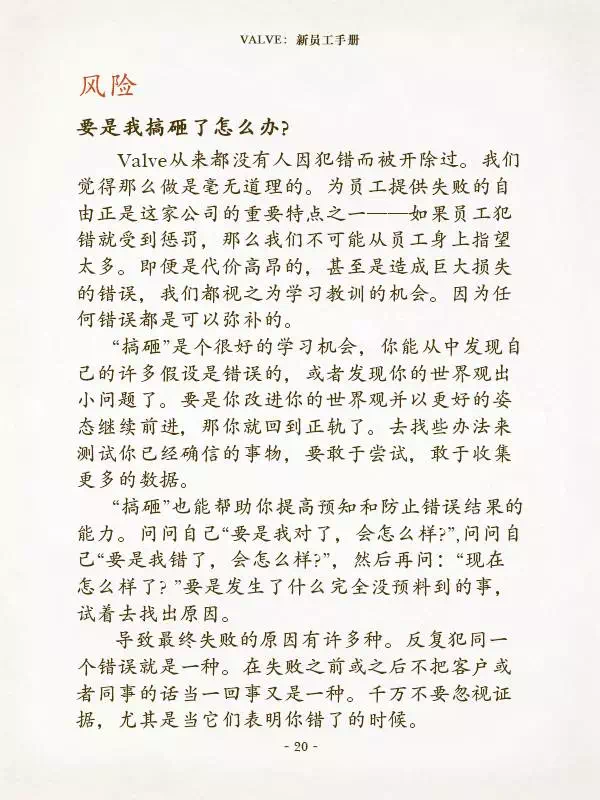 VALVE：新员工手册
风险
要是我搞砸了怎么办?
Valve从来都没有人因犯错而被开除过。我们
觉得那么做是毫无道理的。为员工提供失败的自
由正是这家公司的重要特点之一———如果员工犯
错就受到惩罚，那么我们不可能从员工身上指望
太多。即便是代价高昂的，甚至是造成巨大损失
的错误，我们都视之为学习教训的机会。因为任
何错误都是可以弥补的。
“搞砸”是个很好的学习机会，你能从中发现自
己的许多假设是错误的，或者发现你的世界观出
小问题了。要是你改进你的世界观并以更好的姿
态继续前进，那你就回到正轨了。去找些办法来
测试你已经确信的事物，要敢于尝试，敢于收集
更多的数据。
“搞砸”也能帮助你提高预知和防止错误结果的
能力。问问自己“要是我对了，会怎么样?”,问问自
己“要是我错了，会怎么样?”，然后再问：“现在
怎么样了? ”要是发生了什么完全没预料到的事，
试着去找出原因。
导致最终失败的原因有许多种。反复犯同一
个错误就是一种。在失败之前或之后不把客户或
者同事的话当一回事又是一种。千万不要忽视证
据，尤其是当它们表明你错了的时候。
- 20 -